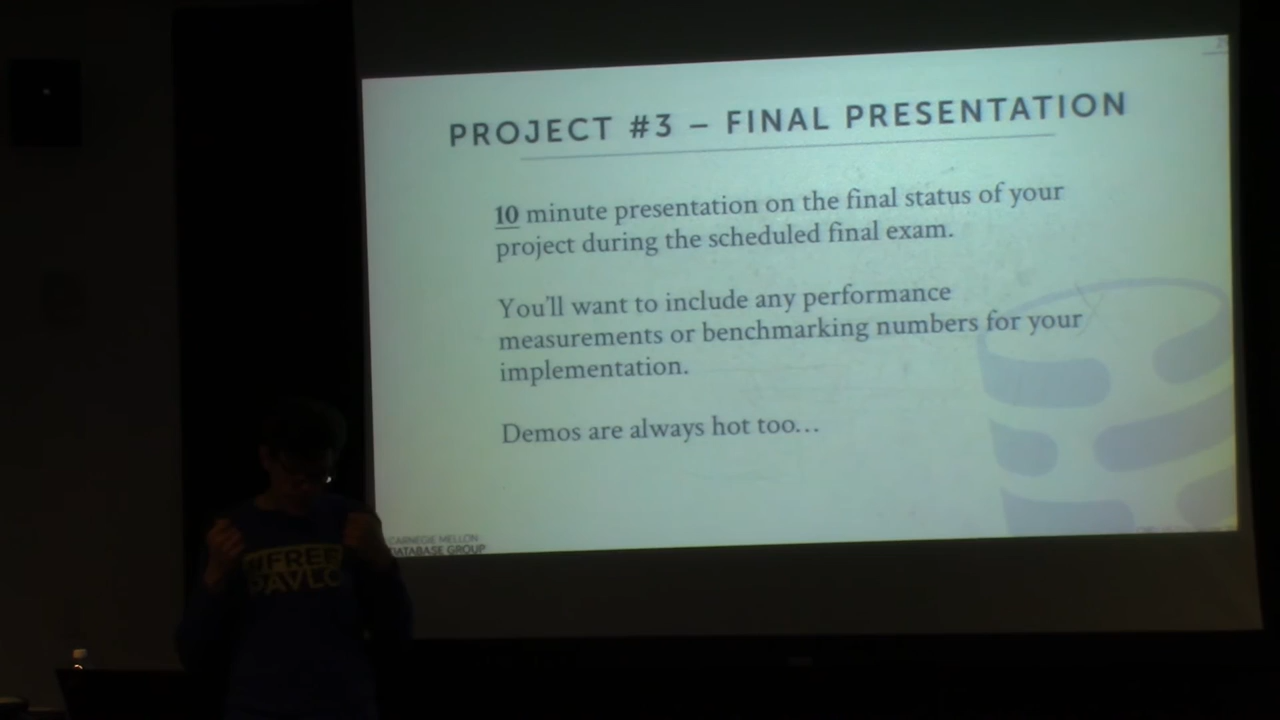 PROJECT #3 – FINAL PRESENTATION
10 minute presentation on the final status of your
project during the scheduled final exam.
You'll want to include any performance
measurements or benchmarking numbers for your
implementation.
Demos are always hot too…
CARNEGIE MELLON
DATABASE GROUP
#FREE
PAVLO